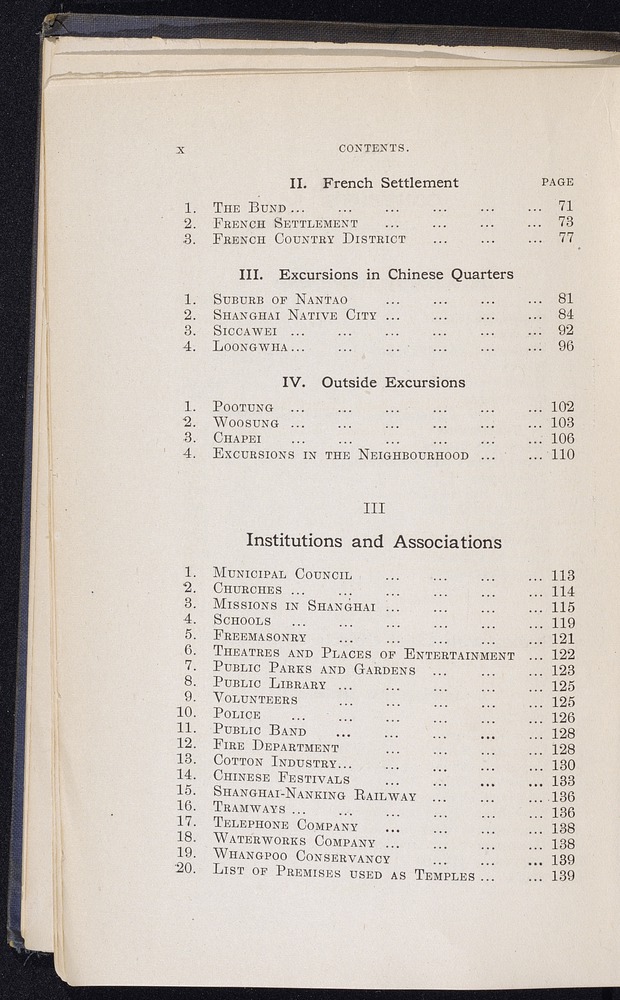 x CONTENTS.
II. French Settlement PAGE
1. The Bund ... ... ... ... ... ... 71
2. French Settlement ... ... ... ... 73
3. French Country District ... ... ... 77
III. Excursions in Chinese Quarters
1. Suburb of Nantao ... ... ... ... 81
2. Shanghai Native City ... ... ... ... 84
3. Siccawei ... ... ... ... ... ... 92
4. Loongwha ... ... ... ... ... ... 96
IV. Outside Excursions
1. Pootung ... ... ... ... ... ... 102
2. Woosung ... ... ... ... ... ... 103
3. Chapei ... ... ... ... ... ... 106
4. Excursions in the Neighbourhood ... ... 110
III
Institutions and Associations
1. Municipal Council ... ... ... ... 113
2. Churches ... ... ... ... ... ... 114
3. Missions in Shanghai ... ... ... ... 115
4. Schools ... ... ... ... ... ... 119
5. Freemasonry ... ... ... ... ... 121
6. Theatres and Places of Entertainment ... 122
7. Public Parks and Gardens ... ... ... 123
8. Public Library ... ... ... ... ... 125
9. Volunteers ... ... ... ... ... 125
10. Police ... ... ... ... ... ... 126
11. Public Band ... ... ... ... ... 128
12. Fire Department ... ... ... ... 128
13. Cotton Industry... ... ... ... ... 130
14. Chinese Festivals ... ... ... ... 133
15. Shanghai-Nanking Railway ... ... ... 136
16. Tramways ... ... ... ... ... ... 136
17. Telephone Company ... ... ... ... 138
18. Waterworks Company ... ... ... ... 138
19. Whangpoo Conservancy ... ... ... 139
20. List of Premises used as Temples ... ... 139